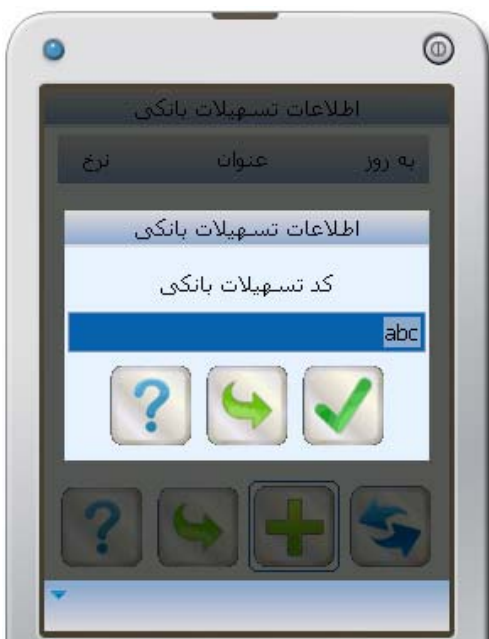 اطلاعات تسهیلات بانکی
به روز عنوان نرخ
اطلاعات تسهیلات بانکی
کد تسهیلات بانکی
abc